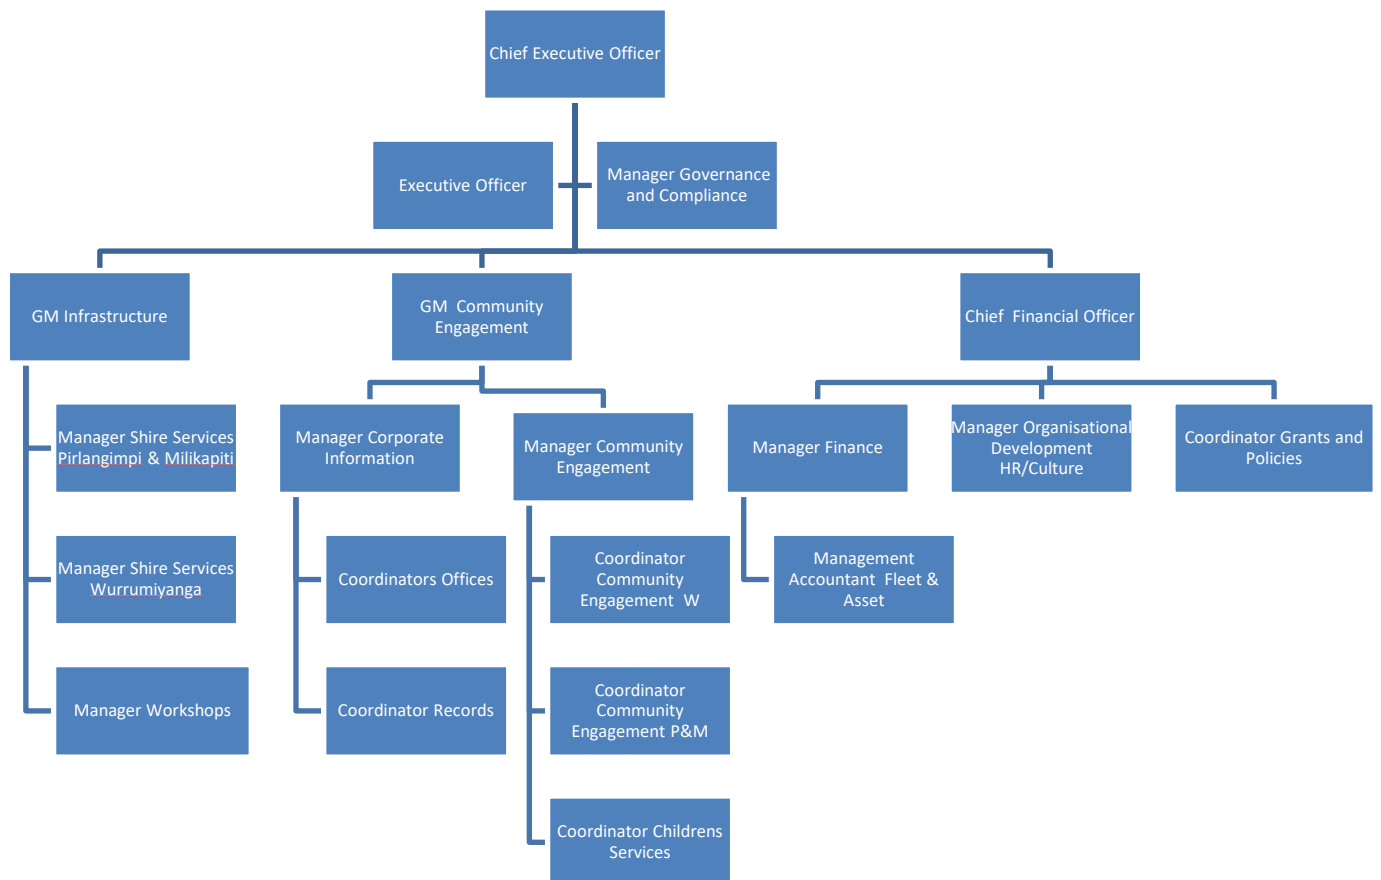 Chief Executive Officer
Executive Officer
Manager Governance
and Compliance
GM Infrastructure
GM  Community
Engagement
Chief  Financial Officer
Manager Shire Services
Pirlangimpi & Milikapiti
Manager Corporate
Information
Manager Community
Engagement
Manager Finance
Manager Organisational
Development
HR/Culture
Coordinator Grants and
Policies
Manager Shire Services
Wurrumiyanga
Coordinators Offices
Coordinator
Community
Engagement  W
Management
Accountant  Fleet &
Asset
Manager Workshops
Coordinator Records
Coordinator
Community
Engagement P&M
Coordinator Childrens
Services